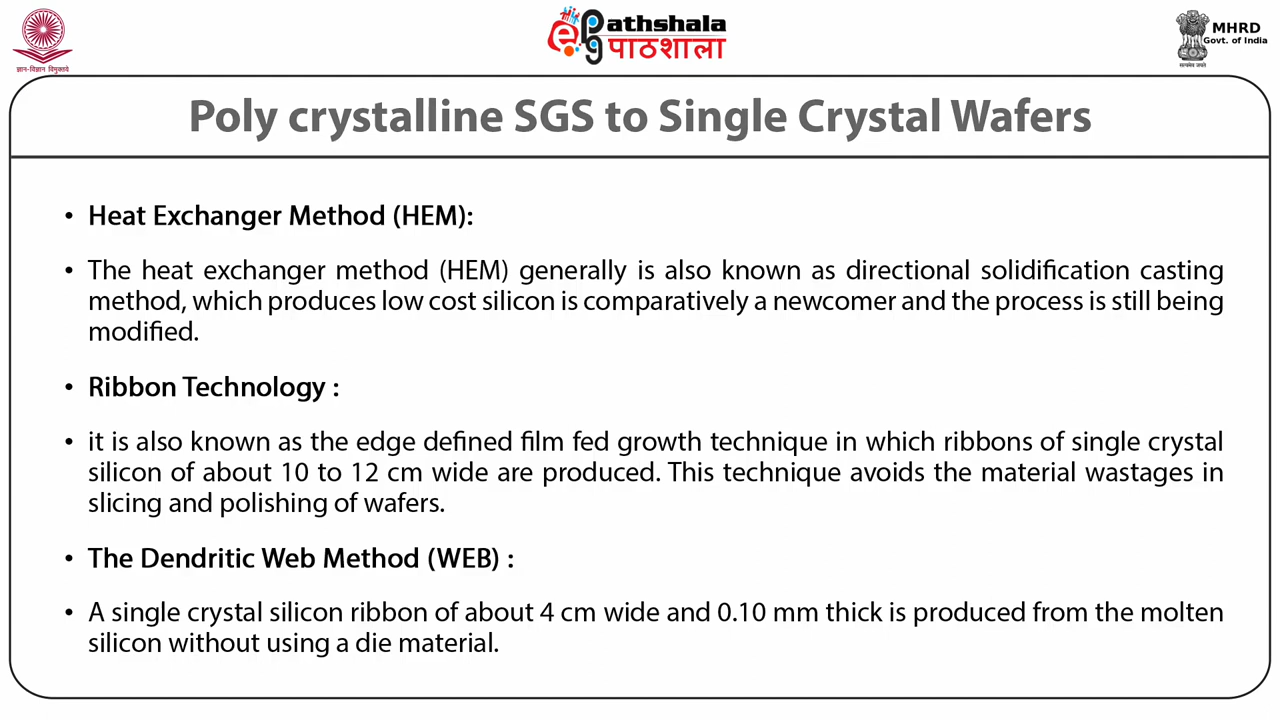 ज्ञान-विज्ञान विमुक्तये
ePathshala
पाठशाला
MHRD
Govt. of India
सत्यमेव जयते
Poly crystalline SGS to Single Crystal Wafers
• Heat Exchanger Method (HEM):
• The heat exchanger method (HEM) generally is also known as directional solidification casting
method, which produces low cost silicon is comparatively a newcomer and the process is still being
modified.
• Ribbon Technology :
• it is also known as the edge defined film fed growth technique in which ribbons of single crystal
silicon of about 10 to 12 cm wide are produced. This technique avoids the material wastages in
slicing and polishing of wafers.
• The Dendritic Web Method (WEB) :
• A single crystal silicon ribbon of about 4 cm wide and 0.10 mm thick is produced from the molten
silicon without using a die material.